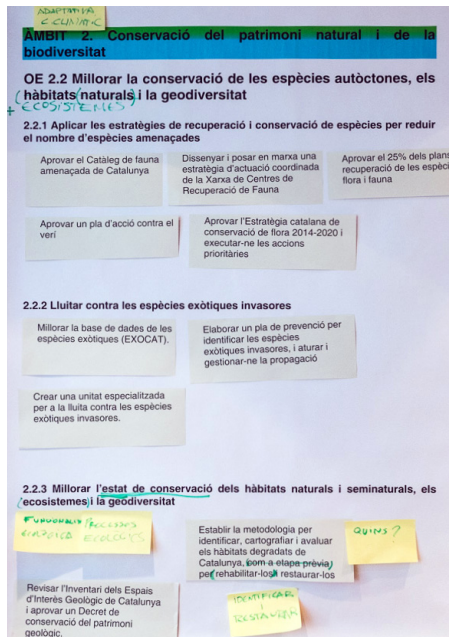 ADAPTATIVA
C. CLIMÀTIC
ÀMBIT 2. Conservació del patrimoni natural i de la
biodiversitat
OE 2.2 Millorar la conservació de les espècies autòctones, els
(hàbitats (naturals) i la geodiversitat
+ ECOSISTEMES
2.2.1 Aplicar les estratègies de recuperació i conservació de espècies per reduir
el nombre d'espècies amenaçades
Aprovar el Catàleg de fauna
amenaçada de Catalunya
Dissenyar i posar en marxa una
estratègia d'actuació coordinada
de la Xarxa de Centres de
Recuperació de Fauna
Aprovar el 25% dels plans
recuperació de les espèci
flora i fauna
Aprovar un pla d'acció contra el
verí
Aprovar l'Estratègia catalana de
conservació de flora 2014-2020 i
executar-ne les accions
prioritàries
2.2.2 Lluitar contra les espècies exòtiques invasores
Millorar la base de dades de les
espècies exòtiques (EXOCAT).
Elaborar un pla de prevenció per
identificar les espècies
exòtiques invasores, i aturar i
gestionar-ne la propagació
Crear una unitat especialitzada
per a la lluita contra les espècies
exòtiques invasores.
2.2.3 Millorar l'estat de conservació dels hàbitats naturals i seminaturals, els
(ecosistemes) i la geodiversitat
PROCESSOS
ECOLÒGICS
Establir la metodologia per
identificar, cartografiar i avaluar
els hàbitats degradats de
Catalunya, (com a etapa prèvia)
per (rehabilitar-los) restaurar-los
QUINS?
IDENTIFICAR
I
RESTAURAR
Revisar l'Inventari dels Espais
d'Interès Geològic de Catalunya
i aprovar un Decret de
conservació del patrimoni
geològic.